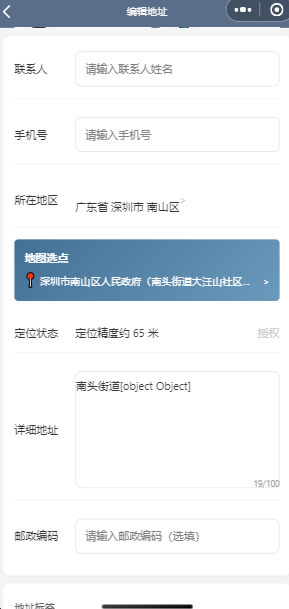 编辑地址
联系人
请输入联系人姓名
手机号
请输入手机号
所在地区
广东省 深圳市 南山区 >
地图选点
深圳市南山区人民政府（南头街道大汪山社区... >
定位状态
定位精度约 65 米
授权
详细地址
南头街道[object Object]
19/100
邮政编码
请输入邮政编码（选填）
地址标签